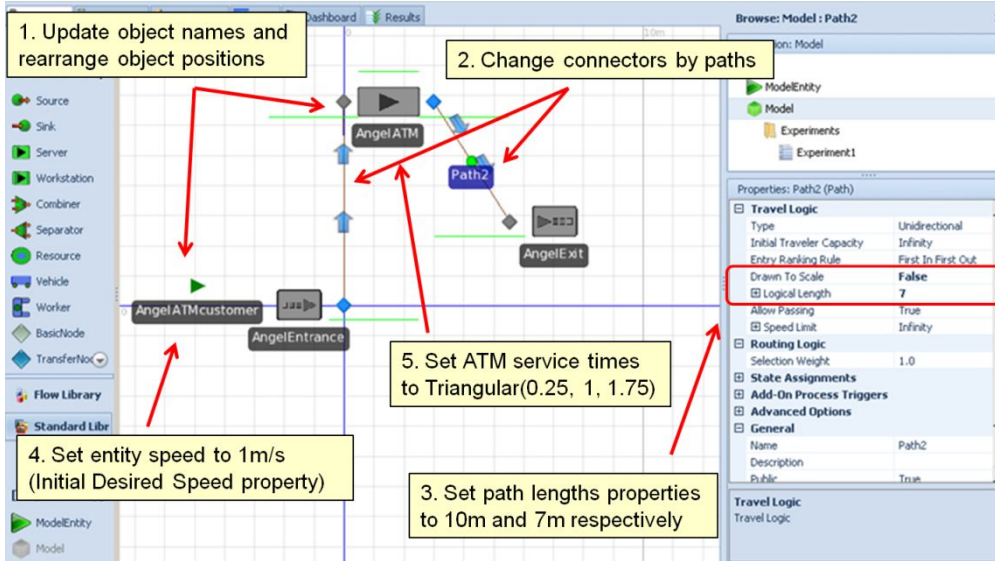 Dashboard
Results
1. Update object names and
rearrange object positions
2. Change connectors by paths
0
10m
Source
Sink
Server
Workstation
Combiner
Separator
Resource
Vehicle
Worker
BasicNode
Flow Library
Standard Libr
ModelEntity
Model
AngelATM
Path2
AngelExit
AngelATMcustomer
AngelEntrance
0
5. Set ATM service times
to Triangular(0.25, 1, 1.75)
4. Set entity speed to 1m/s
(Initial Desired Speed property)
3. Set path lengths properties
to 10m and 7m respectively
Browse: Model : Path2
Model
ModelEntity
Model
Experiments
Experiment1
Properties: Path2 (Path)
Travel Logic
Type Unidirectional
Initial Traveler Capacity Infinity
Entry Ranking Rule First In First Out
Drawn To Scale False
Logical Length 7
Allow Passing True
Speed Limit Infinity
Routing Logic
Selection Weight 1.0
State Assignments
Add-On Process Triggers
Advanced Options
General
Name Path2
Description
Public True
Travel Logic
Travel Logic